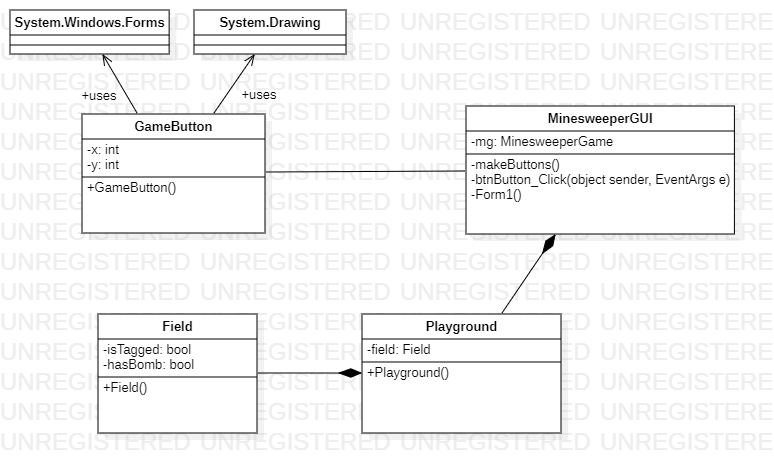 System.Windows.Forms
System.Drawing
+uses
+uses
GameButton
-x: int
-y: int
+GameButton()
MinesweeperGUI
-mg: MinesweeperGame
-makeButtons()
-btnButton_Click(object sender, EventArgs e)
-Form1()
Field
-isTagged: bool
-hasBomb: bool
+Field()
Playground
-field: Field
+Playground()
UNREGISTERED